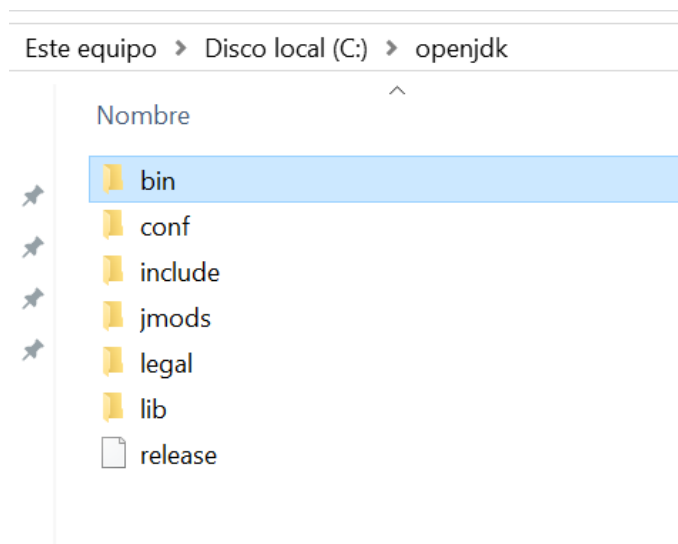 Este equipo > Disco local (C:) > openjdk
Nombre
bin
conf
include
jmods
legal
lib
release